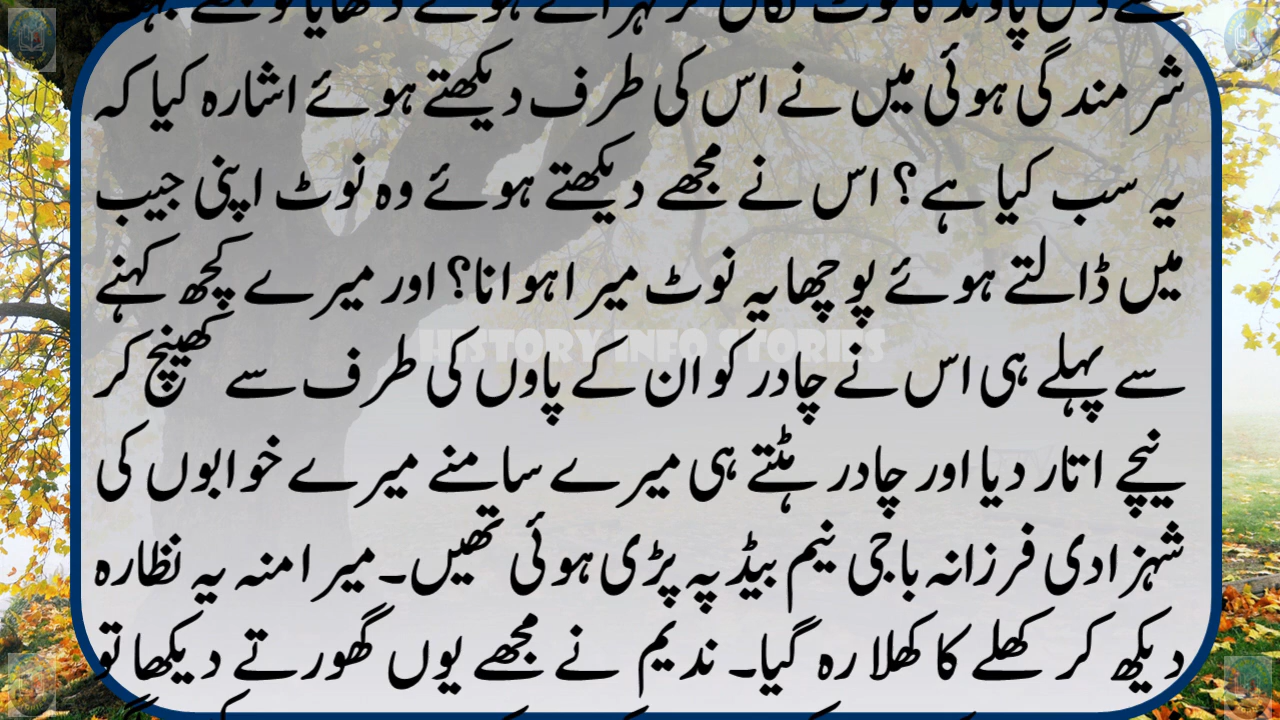 شرمندگی ہوئی میں نے اس کی طرف دیکھتے ہوئے اشارہ کیا کہ
یہ سب کیا ہے؟ اس نے مجھے دیکھتے ہوئے وہ نوٹ اپنی جیب
میں ڈالتے ہوئے پوچھا یہ نوٹ میرا ہوا نا؟ اور میرے کچھ کہنے
سے پہلے ہی اس نے چادر کو ان کے پاوں کی طرف سے کھینچ کر
نیچے اتار دیا اور چادر ہٹتے ہی میرے سامنے میرے خوابوں کی
شہزادی فرزانہ باجی نیم بیڈ پہ پڑی ہوئی تھیں۔ میرا منہ یہ نظارہ
دیکھ کر کھلے کا کھلا رہ گیا۔ ندیم نے مجھے یوں گھورتے دیکھا تو
HISTORY INFO STORIES